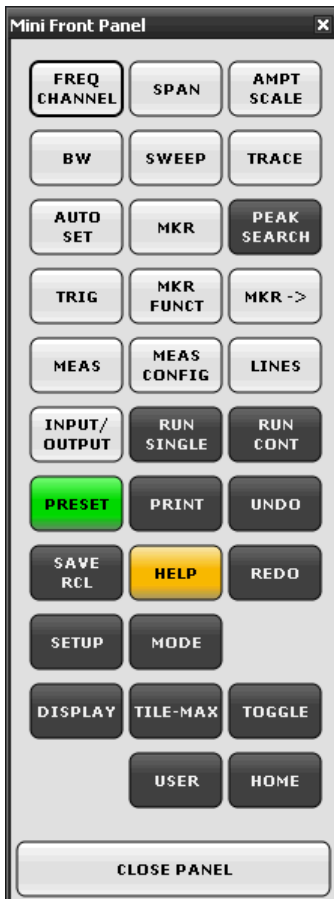 Mini Front Panel
FREQ
CHANNEL
SPAN
AMPT
SCALE
BW
SWEEP
TRACE
AUTO
SET
MKR
PEAK
SEARCH
TRIG
MKR
FUNCT
MKR ->
MEAS
MEAS
CONFIG
LINES
INPUT/
OUTPUT
RUN
SINGLE
RUN
CONT
PRESET
PRINT
UNDO
SAVE
RCL
HELP
REDO
SETUP
MODE
DISPLAY
TILE-MAX
TOGGLE
USER
HOME
CLOSE PANEL